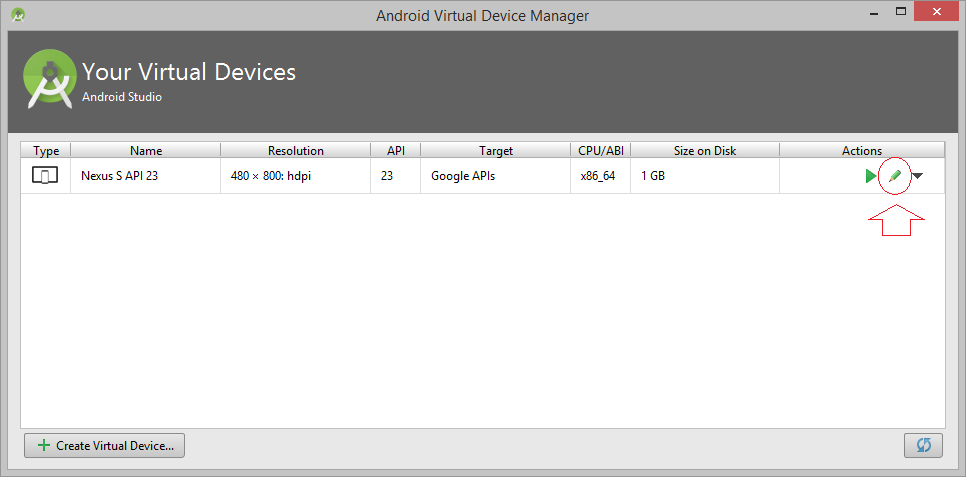 Android Virtual Device Manager
Your Virtual Devices
Android Studio
Type Name Resolution API Target CPU/ABI Size on Disk Actions
Nexus S API 23 480 × 800: hdpi 23 Google APIs x86_64 1 GB
Create Virtual Device...